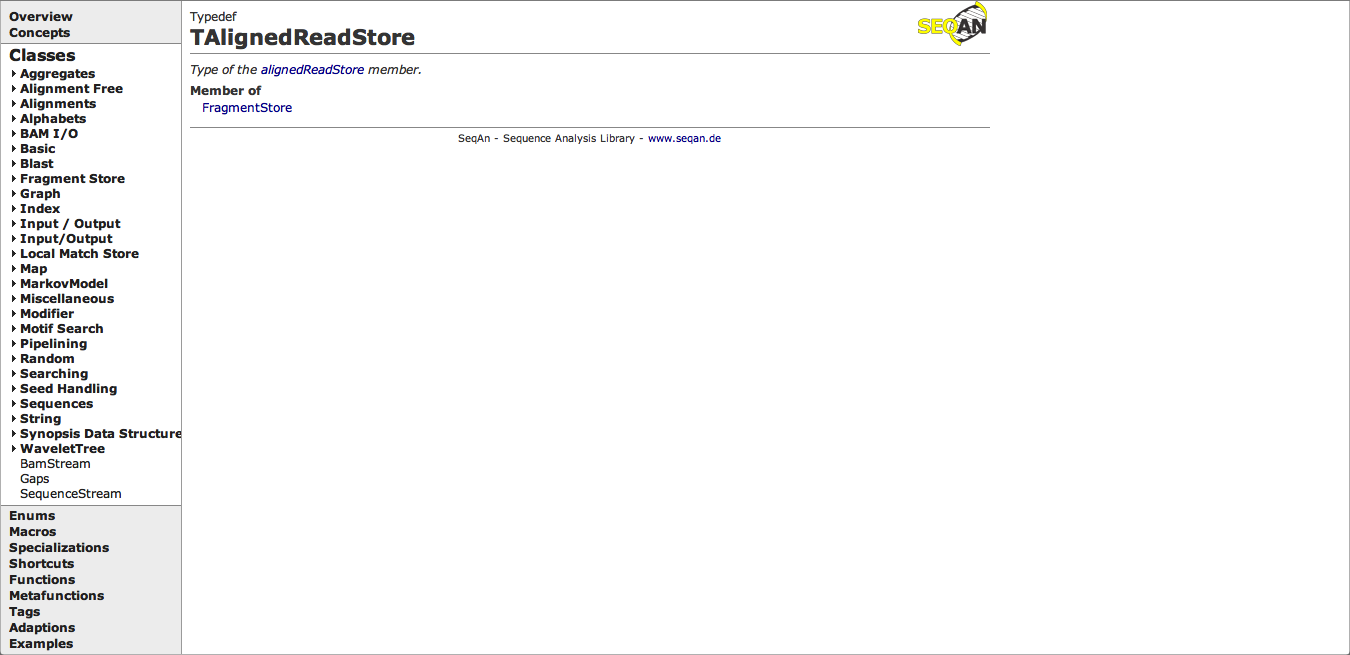 Overview
Concepts
Classes
Aggregates
Alignment Free
Alignments
Alphabets
BAM I/O
Basic
Blast
Fragment Store
Graph
Index
Input / Output
Input/Output
Local Match Store
Map
MarkovModel
Miscellaneous
Modifier
Motif Search
Pipelining
Random
Searching
Seed Handling
Sequences
String
Synopsis Data Structure
WaveletTree
BamStream
Gaps
SequenceStream
Enums
Macros
Specializations
Shortcuts
Functions
Metafunctions
Tags
Adaptions
Examples
Typedef
TAlignedReadStore
SEQAN
Type of the alignedReadStore member.
Member of
FragmentStore
SeqAn - Sequence Analysis Library - www.seqan.de